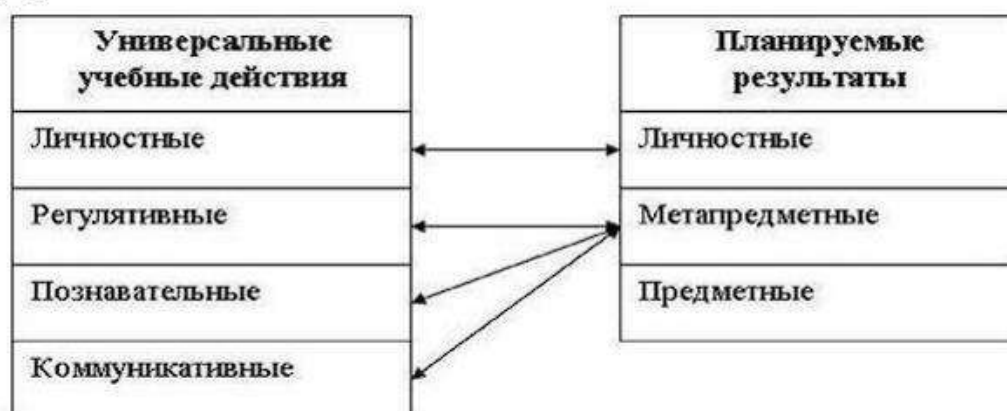 Универсальные
учебные действия
Личностные
Регулятивные
Познавательные
Коммуникативные
Планируемые
результаты
Личностные
Метапредметные
Предметные